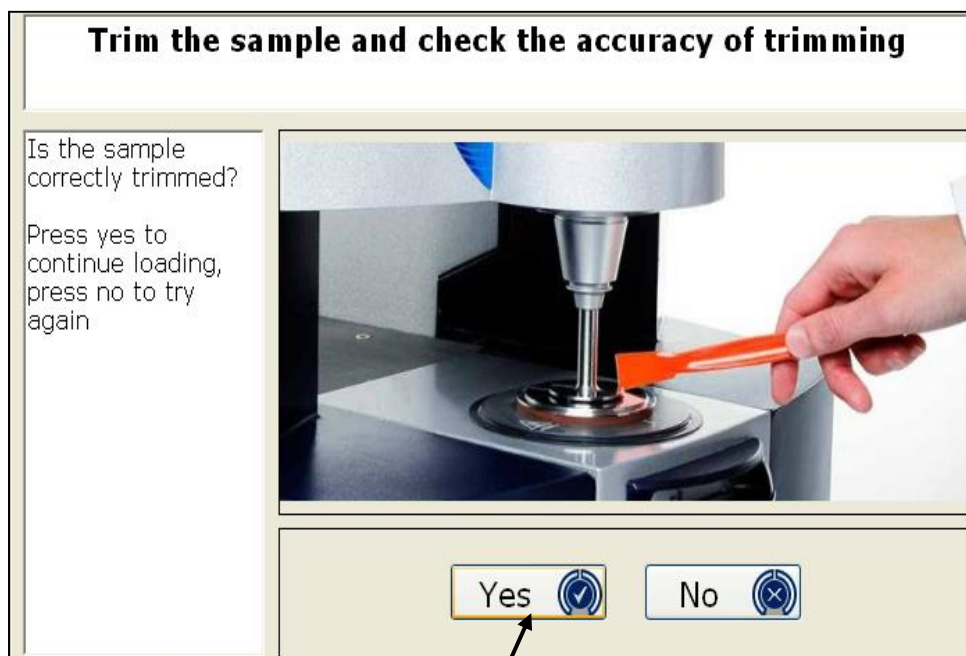 Trim the sample and check the accuracy of trimming
Is the sample
correctly trimmed?
Press yes to
continue loading,
press no to try
again
Yes
No